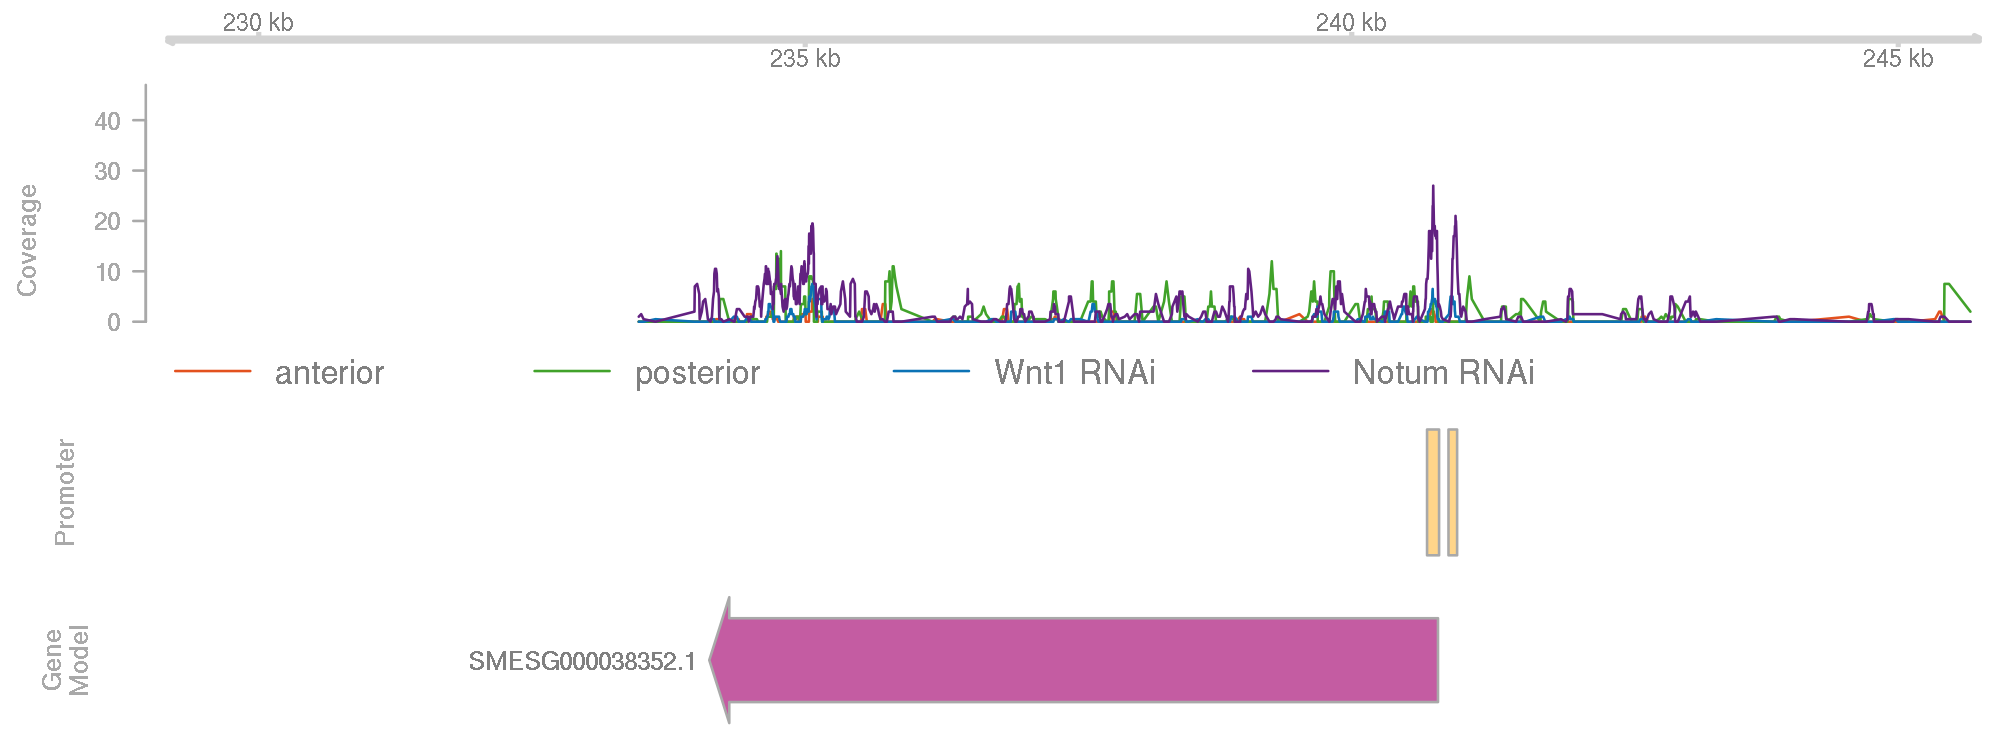 230 kb
240 kb
235 kb
245 kb
Coverage
40
30
20
10
0
anterior
posterior
Wnt1 RNAi
Notum RNAi
Promoter
Gene
Model
SMESG000038352.1